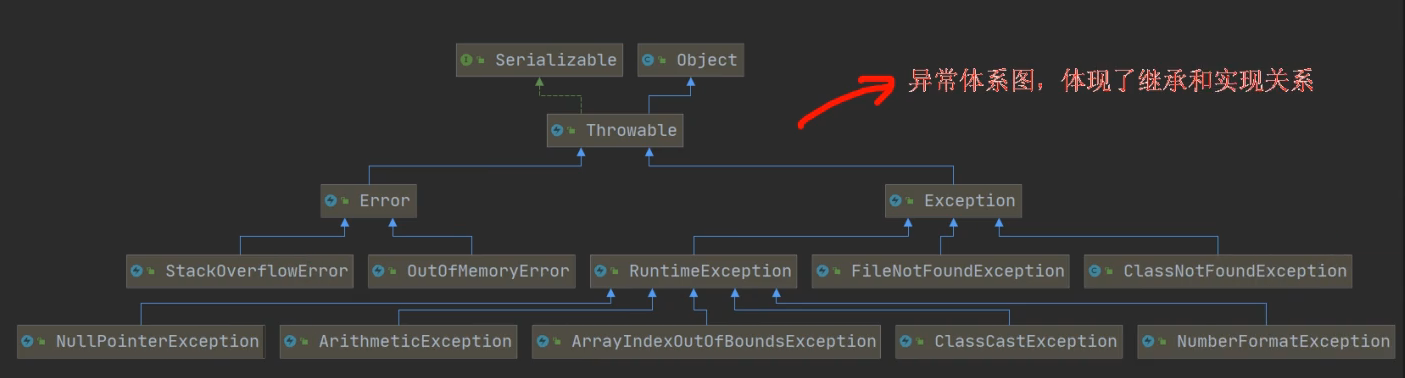 Serializable
Object
异常体系图，体现了继承和实现关系
Throwable
Error
Exception
StackOverflowError
OutOfMemoryError
RuntimeException
FileNotFoundException
ClassNotFoundException
NullPointerException
ArithmeticException
ArrayIndexOutOfBoundsException
ClassCastException
NumberFormatException